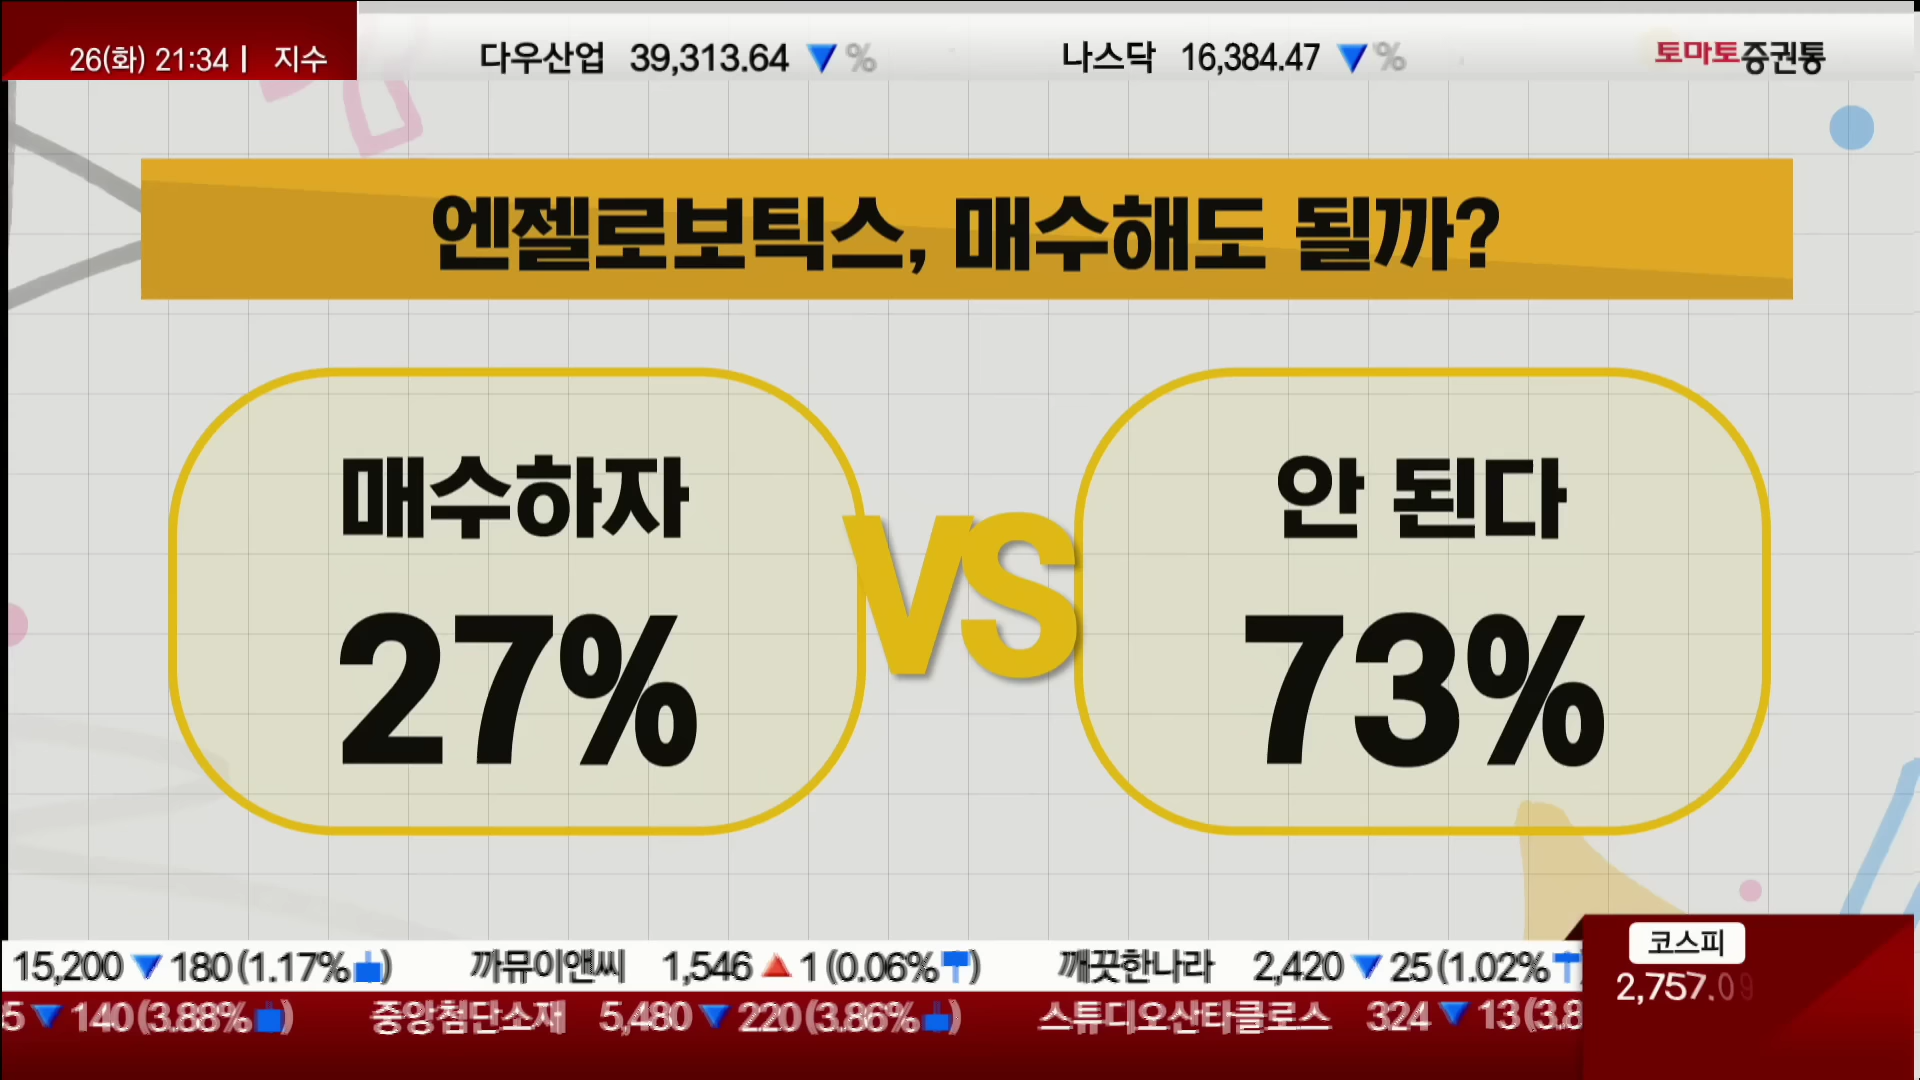 26(화) 21:34 | 지수 다우산업 39,313.64 ▼ % 나스닥 16,384.47 ▼ % 토마토증권통
엔젤로보틱스, 매수해도 될까?
매수하자 VS 안 된다
27% 73%
15,200 ▼ 180 (1.17%) 까뮤이앤씨 1,546 ▲ 1 (0.06%) 깨끗한나라 2,420 ▼ 25 (1.02%
5 ▼ 140 (3.88%) 중앙첨단소재 5,480 ▼ 220 (3.86%) 스튜디오산타클로스 324 ▼ 13 (3.8
코스피
2,757.09